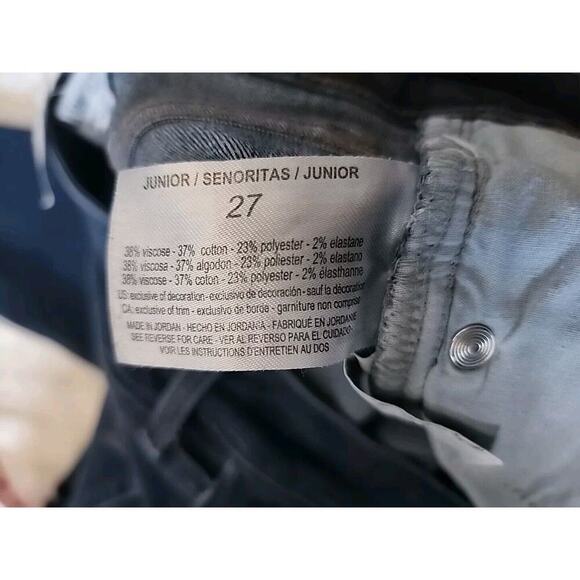 JUNIOR / SENORITAS / JUNIOR
27
38% viscose - 37% cotton - 23% polyester - 2% elastane
38% viscosa - 37% algodon - 23% poliester - 2% elastano
38% viscose - 37% coton - 23% polyester - 2% élasthanne
US: exclusive of decoration - exclusivo de decoración - sauf la décoration
CA: exclusive of trim - exclusivo de borda - garniture non comprise
MADE IN JORDAN - HECHO EN JORDANIA - FABRIQUÉ EN JORDANIE
SEE REVERSE FOR CARE - VER AL REVERSO PARA EL CUIDADO
VOIR LES INSTRUCTIONS D'ENTRETIEN AU DOS